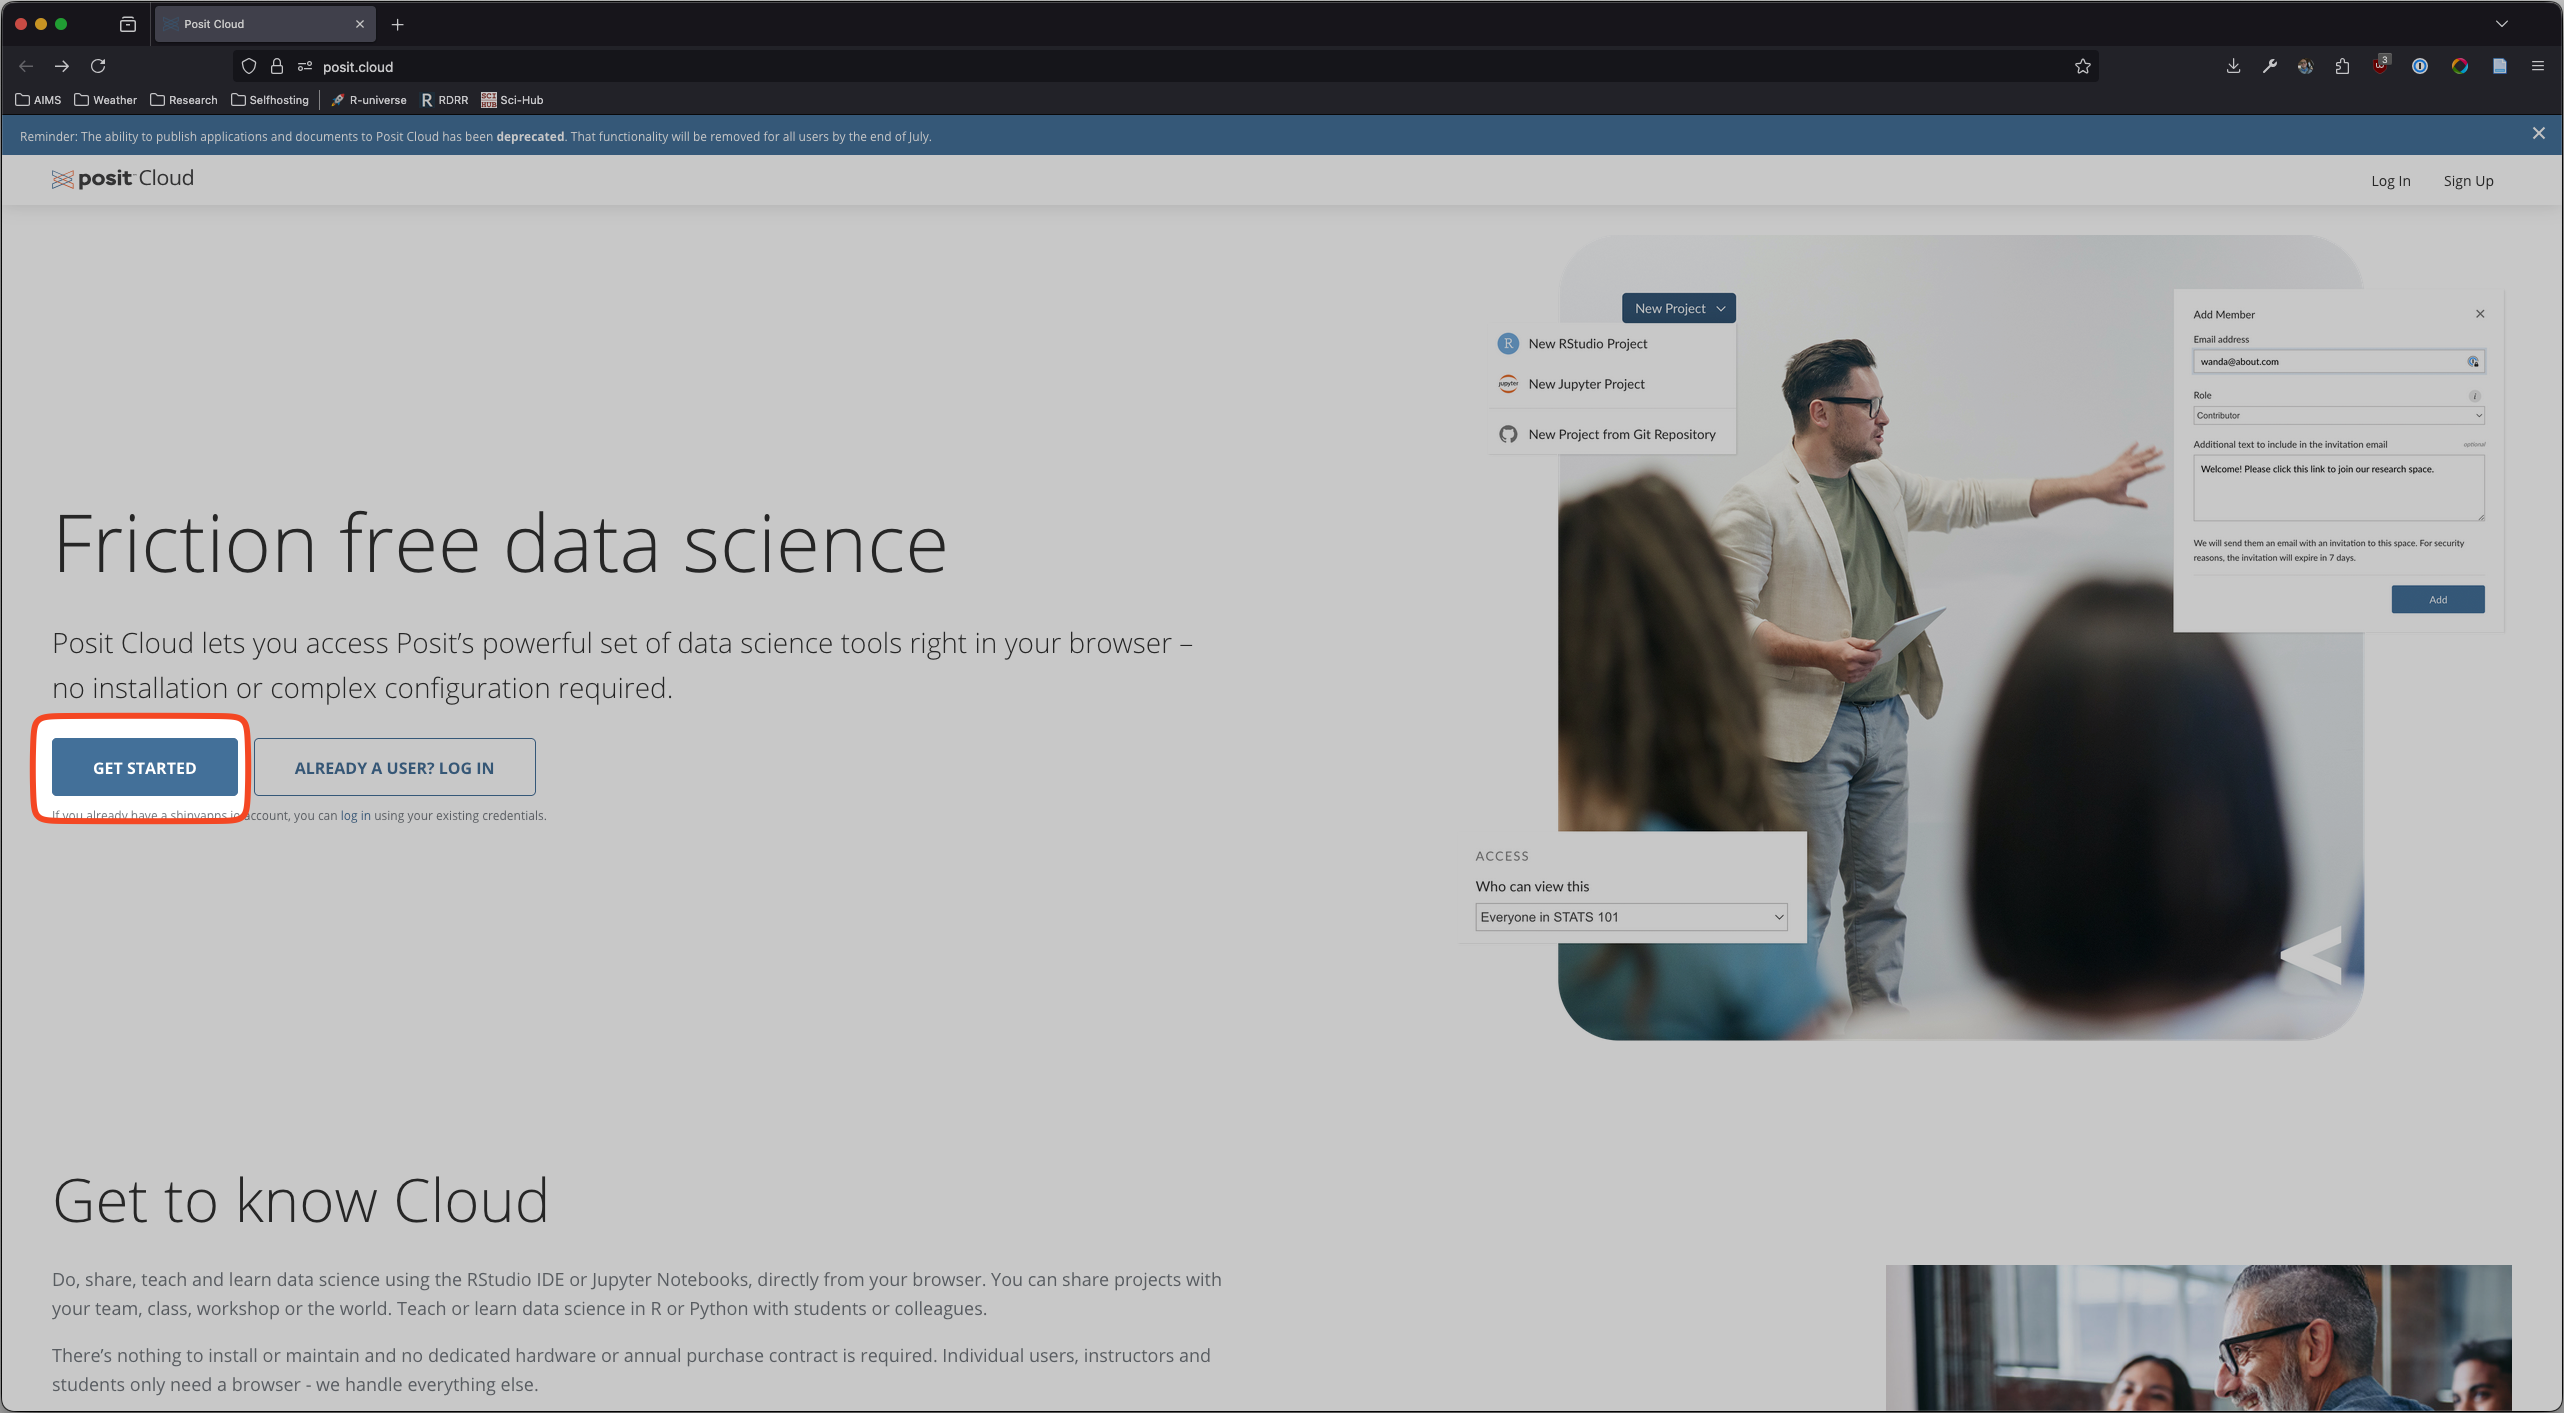 Posit Cloud
posit.cloud
3
AIMS Weather Research Selfhosting R-universe RDRR Sci-Hub
Reminder: The ability to publish applications and documents to Posit Cloud has been deprecated. That functionality will be removed for all users by the end of July.
posit Cloud
Log In Sign Up
Friction free data science
Posit Cloud lets you access Posit’s powerful set of data science tools right in your browser –
no installation or complex configuration required.
GET STARTED
ALREADY A USER? LOG IN
If you already have a shinyapps.io account, you can log in using your existing credentials.
New Project
R New RStudio Project
jupyter New Jupyter Project
New Project from Git Repository
Add Member
Email address
wanda@about.com
Role
Contributor
Additional text to include in the invitation email optional
Welcome! Please click this link to join our research space.
We will send them an email with an invitation to this space. For security
reasons, the invitation will expire in 7 days.
Add
ACCESS
Who can view this
Everyone in STATS 101
Get to know Cloud
Do, share, teach and learn data science using the RStudio IDE or Jupyter Notebooks, directly from your browser. You can share projects with
your team, class, workshop or the world. Teach or learn data science in R or Python with students or colleagues.
There’s nothing to install or maintain and no dedicated hardware or annual purchase contract is required. Individual users, instructors and
students only need a browser - we handle everything else.